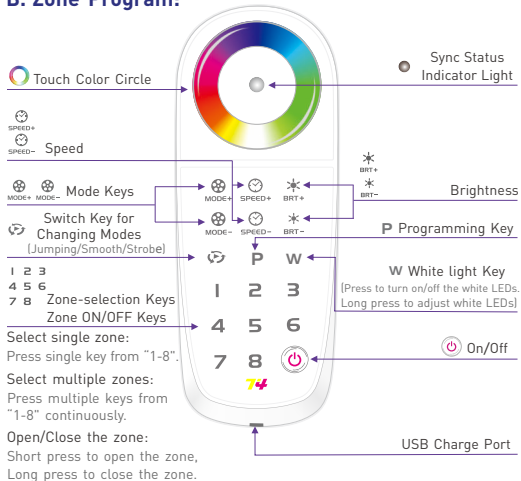 B. Zone Program:
Touch Color Circle
Sync Status
Indicator Light
SPEED+
SPEED-
Speed
MODE+ MODE- Mode Keys
Switch Key for
Changing Modes
(Jumping/Smooth/Strobe)
1 2 3
4 5 6
7 8 Zone-selection Keys
Zone ON/OFF Keys
Select single zone:
Press single key from "1-8".
Select multiple zones:
Press multiple keys from
"1-8" continuously.
Open/Close the zone:
Short press to open the zone,
Long press to close the zone.
MODE+ SPEED+ BRT+
MODE- SPEED- BRT-
P W
1 2 3
4 5 6
7 8
74
BRT+
BRT-
Brightness
P Programming Key
W White light Key
(Press to turn on/off the white LEDs.
Long press to adjust white LEDs)
On/Off
USB Charge Port